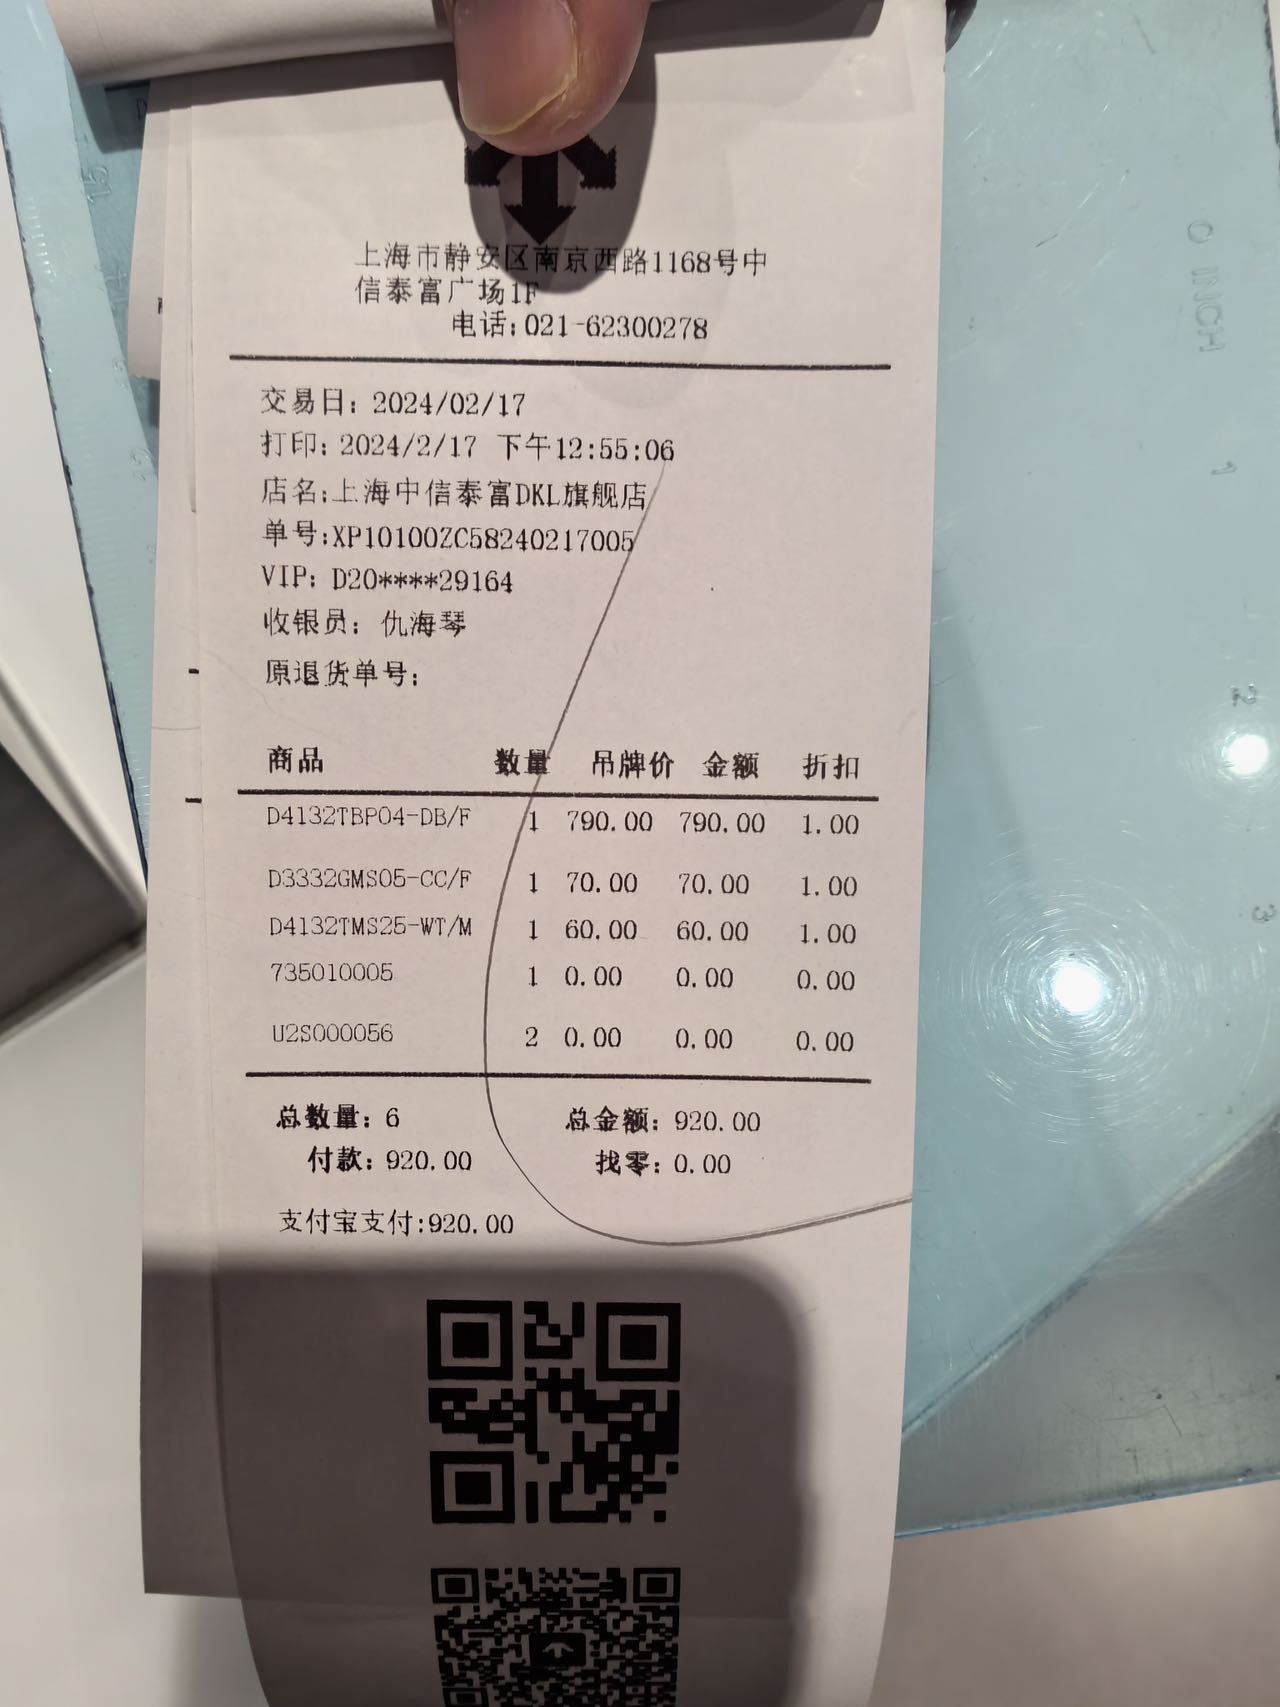 上海市静安区南京西路1168号中
信泰富广场1F
电话:021-62300278
交易日: 2024/02/17
打印: 2024/2/17 下午12:55:06
店名:上海中信泰富DKL旗舰店
单号:XP10100ZC58240217005
VIP: D20****29164
收银员: 仇海琴
原退货单号:
商品 数量 吊牌价 金额 折扣
D4132TBP04-DB/F 1 790.00 790.00 1.00
D3332GMS05-CC/F 1 70.00 70.00 1.00
D4132TMS25-WT/M 1 60.00 60.00 1.00
735010005 1 0.00 0.00 0.00
U2S000056 2 0.00 0.00 0.00
总数量: 6 总金额: 920.00
付款: 920.00 找零: 0.00
支付宝支付:920.00
0 INCH
1
2
3
15